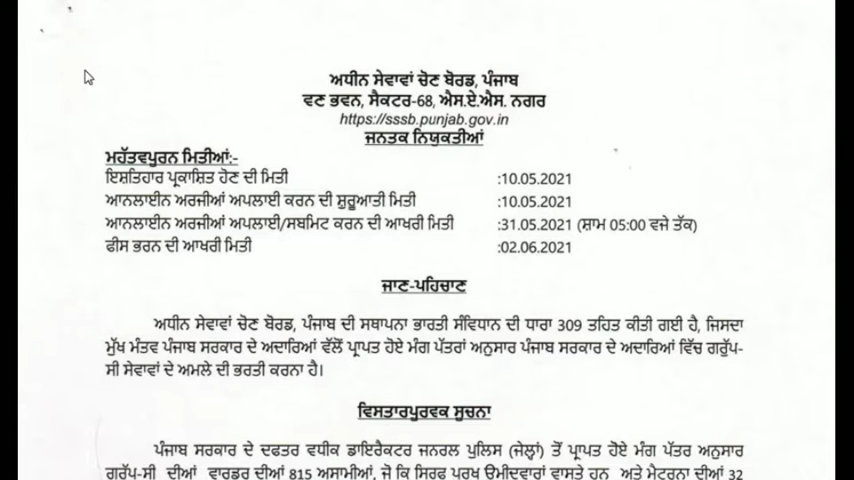 ਅਧੀਨ ਸੇਵਾਵਾਂ ਚੋਣ ਬੋਰਡ, ਪੰਜਾਬ
ਵਣ ਭਵਨ, ਸੈਕਟਰ-68, ਐਸ.ਏ.ਐਸ. ਨਗਰ
https://sssb.punjab.gov.in
ਜਨਤਕ ਨਿਯੁਕਤੀਆਂ
ਮਹੱਤਵਪੂਰਨ ਮਿਤੀਆਂ:-
ਇਸ਼ਤਿਹਾਰ ਪ੍ਰਕਾਸ਼ਿਤ ਹੋਣ ਦੀ ਮਿਤੀ :10.05.2021
ਆਨਲਾਈਨ ਅਰਜੀਆਂ ਅਪਲਾਈ ਕਰਨ ਦੀ ਸ਼ੁਰੂਆਤੀ ਮਿਤੀ :10.05.2021
ਆਨਲਾਈਨ ਅਰਜੀਆਂ ਅਪਲਾਈ/ਸਬਮਿਟ ਕਰਨ ਦੀ ਆਖਰੀ ਮਿਤੀ :31.05.2021 (ਸ਼ਾਮ 05:00 ਵਜੇ ਤੱਕ)
ਫੀਸ ਭਰਨ ਦੀ ਆਖਰੀ ਮਿਤੀ :02.06.2021
ਜਾਣ-ਪਹਿਚਾਣ
ਅਧੀਨ ਸੇਵਾਵਾਂ ਚੋਣ ਬੋਰਡ, ਪੰਜਾਬ ਦੀ ਸਥਾਪਨਾ ਭਾਰਤੀ ਸੰਵਿਧਾਨ ਦੀ ਧਾਰਾ 309 ਤਹਿਤ ਕੀਤੀ ਗਈ ਹੈ, ਜਿਸਦਾ
ਮੁੱਖ ਮੰਤਵ ਪੰਜਾਬ ਸਰਕਾਰ ਦੇ ਅਦਾਰਿਆਂ ਵੱਲੋਂ ਪ੍ਰਾਪਤ ਹੋਏ ਮੰਗ ਪੱਤਰਾਂ ਅਨੁਸਾਰ ਪੰਜਾਬ ਸਰਕਾਰ ਦੇ ਅਦਾਰਿਆਂ ਵਿੱਚ ਗਰੁੱਪ-
ਸੀ ਸੇਵਾਵਾਂ ਦੇ ਅਮਲੇ ਦੀ ਭਰਤੀ ਕਰਨਾ ਹੈ।
ਵਿਸਤਾਰਪੂਰਵਕ ਸੂਚਨਾ
ਪੰਜਾਬ ਸਰਕਾਰ ਦੇ ਦਫਤਰ ਵਧੀਕ ਡਾਇਰੈਕਟਰ ਜਨਰਲ ਪੁਲਿਸ (ਜੇਲ੍ਹਾਂ) ਤੋਂ ਪ੍ਰਾਪਤ ਹੋਏ ਮੰਗ ਪੱਤਰ ਅਨੁਸਾਰ
ਗਰੁੱਪ-ਸੀ ਦੀਆਂ ਵਾਰਡਰ ਦੀਆਂ 815 ਅਸਾਮੀਆਂ, ਜੋ ਕਿ ਸਿਰਫ ਪੁਰਖ ਉਮੀਦਵਾਰਾਂ ਵਾਸਤੇ ਹਨ ਅਤੇ ਮੈਟਰਨਾ ਦੀਆਂ 32